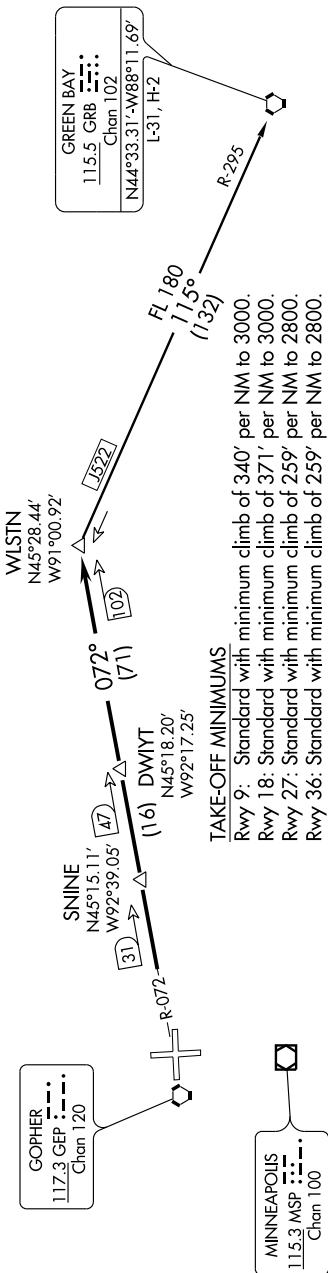 GOPHER
117.3 GEP
Chan 120
MINNEAPOLIS
115.3 MSP
Chan 100
R-072
31
SNINE
N45°15.11'
W92°39.05'
47
(16)
DWIYT
N45°18.20'
W92°17.25'
072°
(71)
102
WLSTN
N45°28.44'
W91°00.92'
J522
FL 180
115°
(132)
R-295
GREEN BAY
115.5 GRB
Chan 102
N44°33.31'-W88°11.69'
L-31, H-2
TAKE-OFF MINIMUMS
Rwy 9: Standard with minimum climb of 340' per NM to 3000.
Rwy 18: Standard with minimum climb of 371' per NM to 3000.
Rwy 27: Standard with minimum climb of 259' per NM to 2800.
Rwy 36: Standard with minimum climb of 259' per NM to 2800.